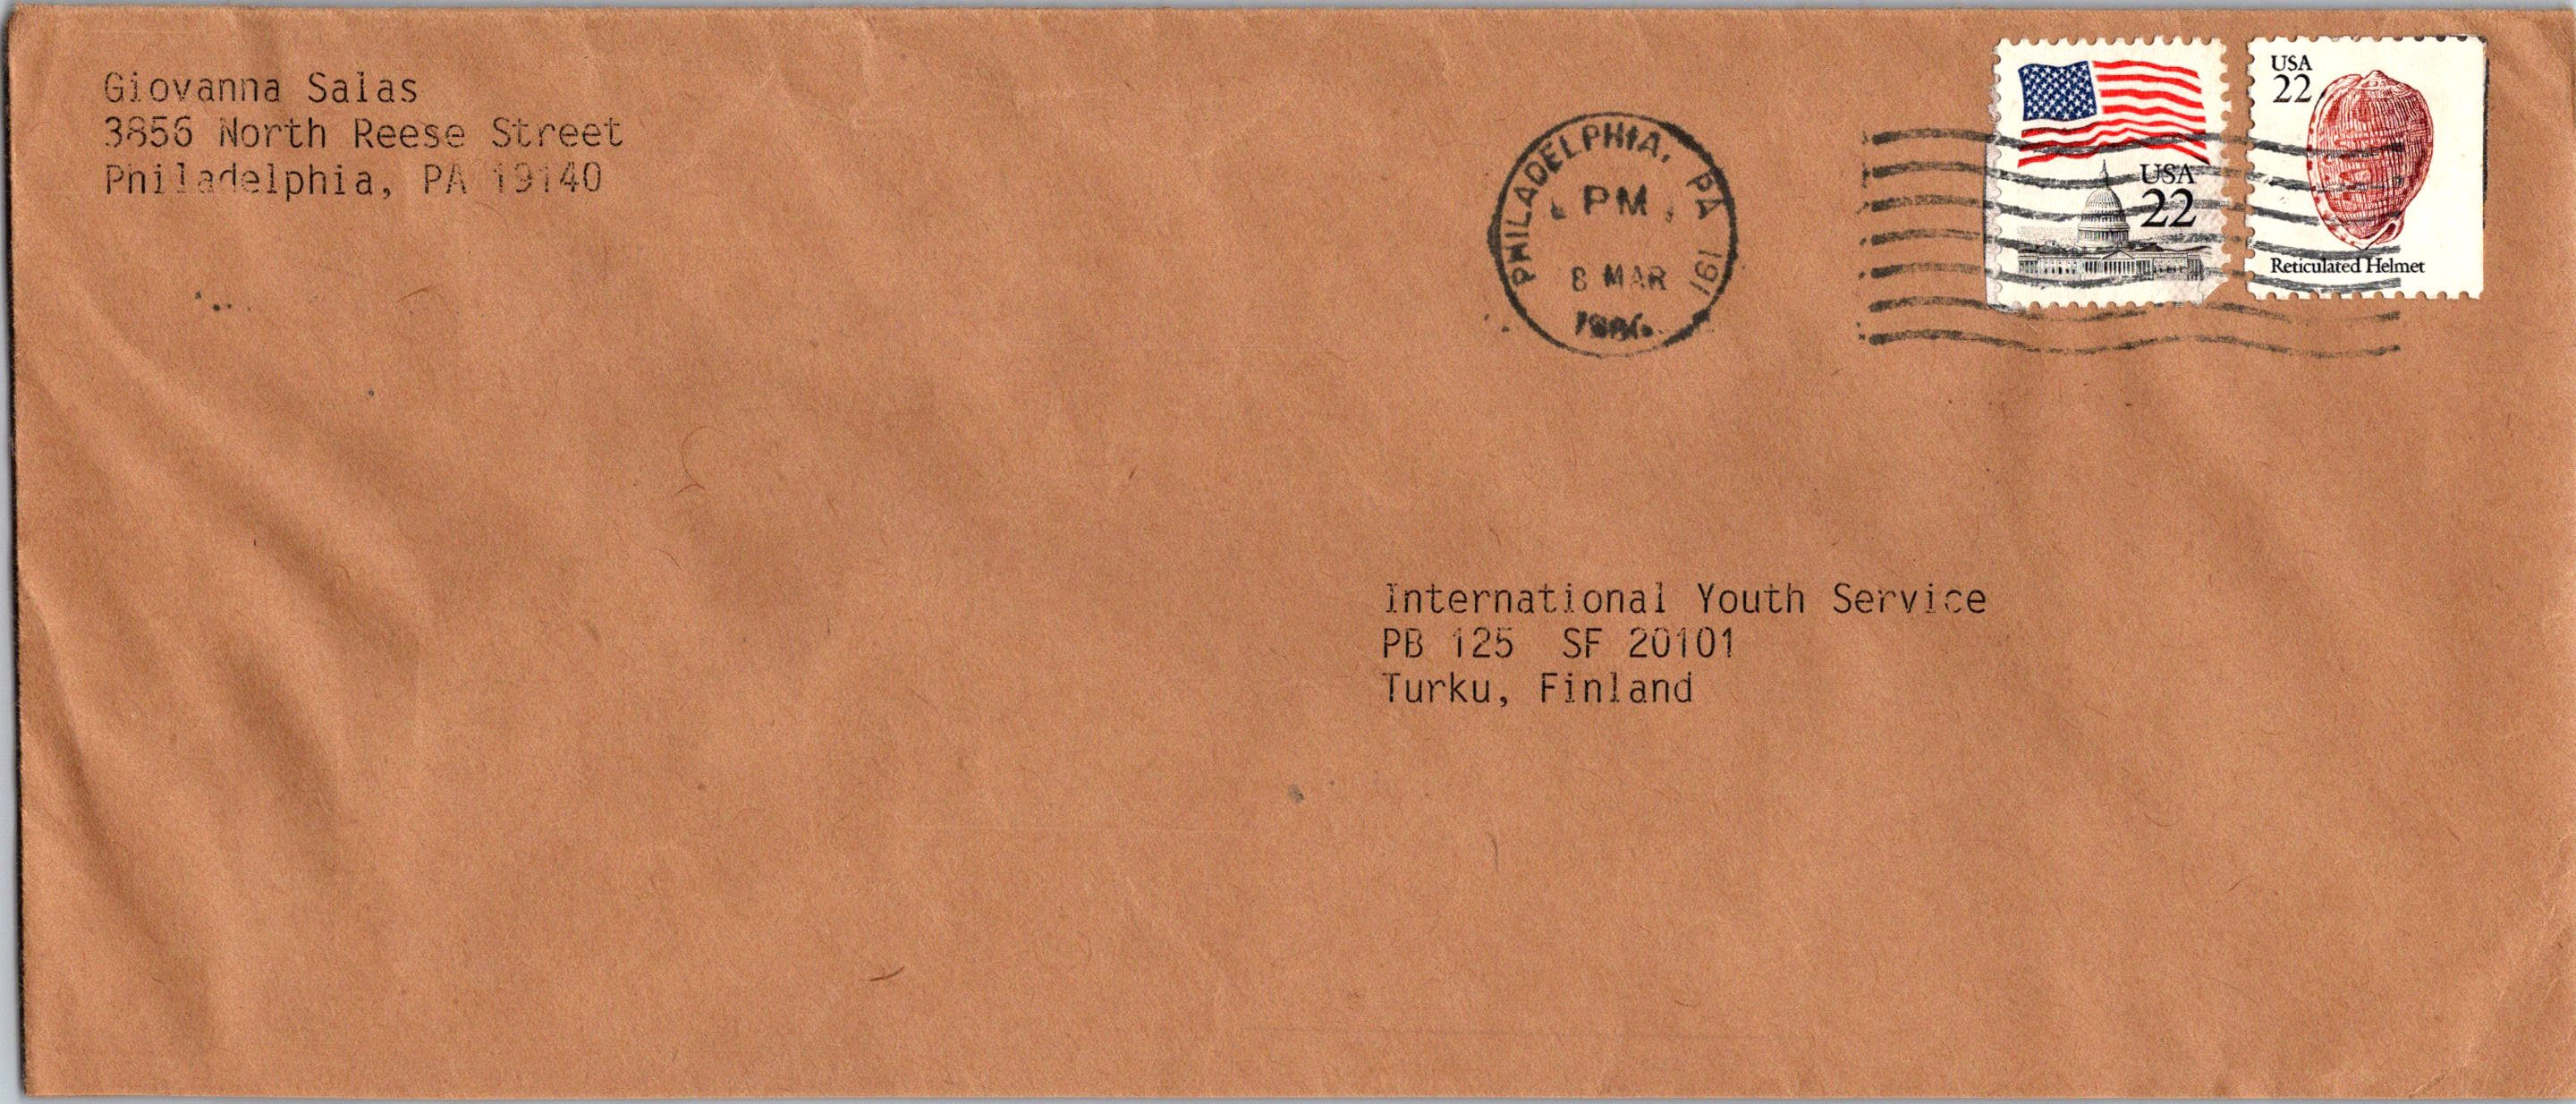 Giovanna Salas
3856 North Reese Street
Philadelphia, PA 19140
PHILADELPHIA, PA 191
PM
8 MAR
1986
USA
22
USA
22
Reticulated Helmet
International Youth Service
PB 125 SF 20101
Turku, Finland